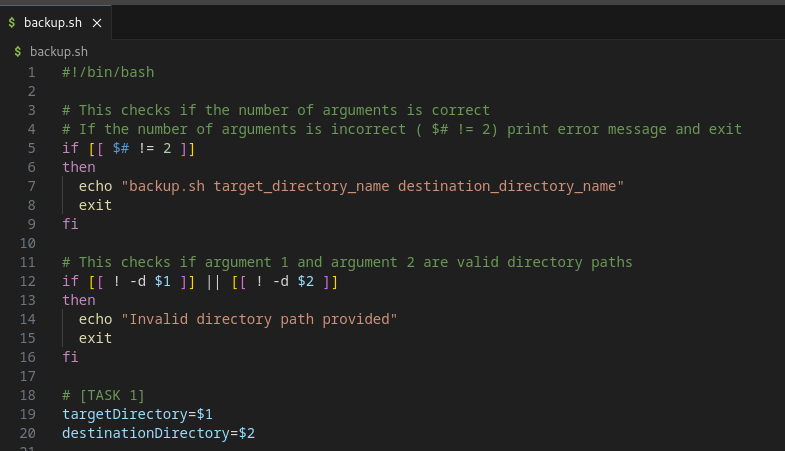 $ backup.sh ×
$ backup.sh
1 #!/bin/bash
2
3 # This checks if the number of arguments is correct
4 # If the number of arguments is incorrect ( $# != 2) print error message and exit
5 if [[ $# != 2 ]]
6 then
7   echo "backup.sh target_directory_name destination_directory_name"
8   exit
9 fi
10
11 # This checks if argument 1 and argument 2 are valid directory paths
12 if [[ ! -d $1 ]] || [[ ! -d $2 ]]
13 then
14   echo "Invalid directory path provided"
15   exit
16 fi
17
18 # [TASK 1]
19 targetDirectory=$1
20 destinationDirectory=$2